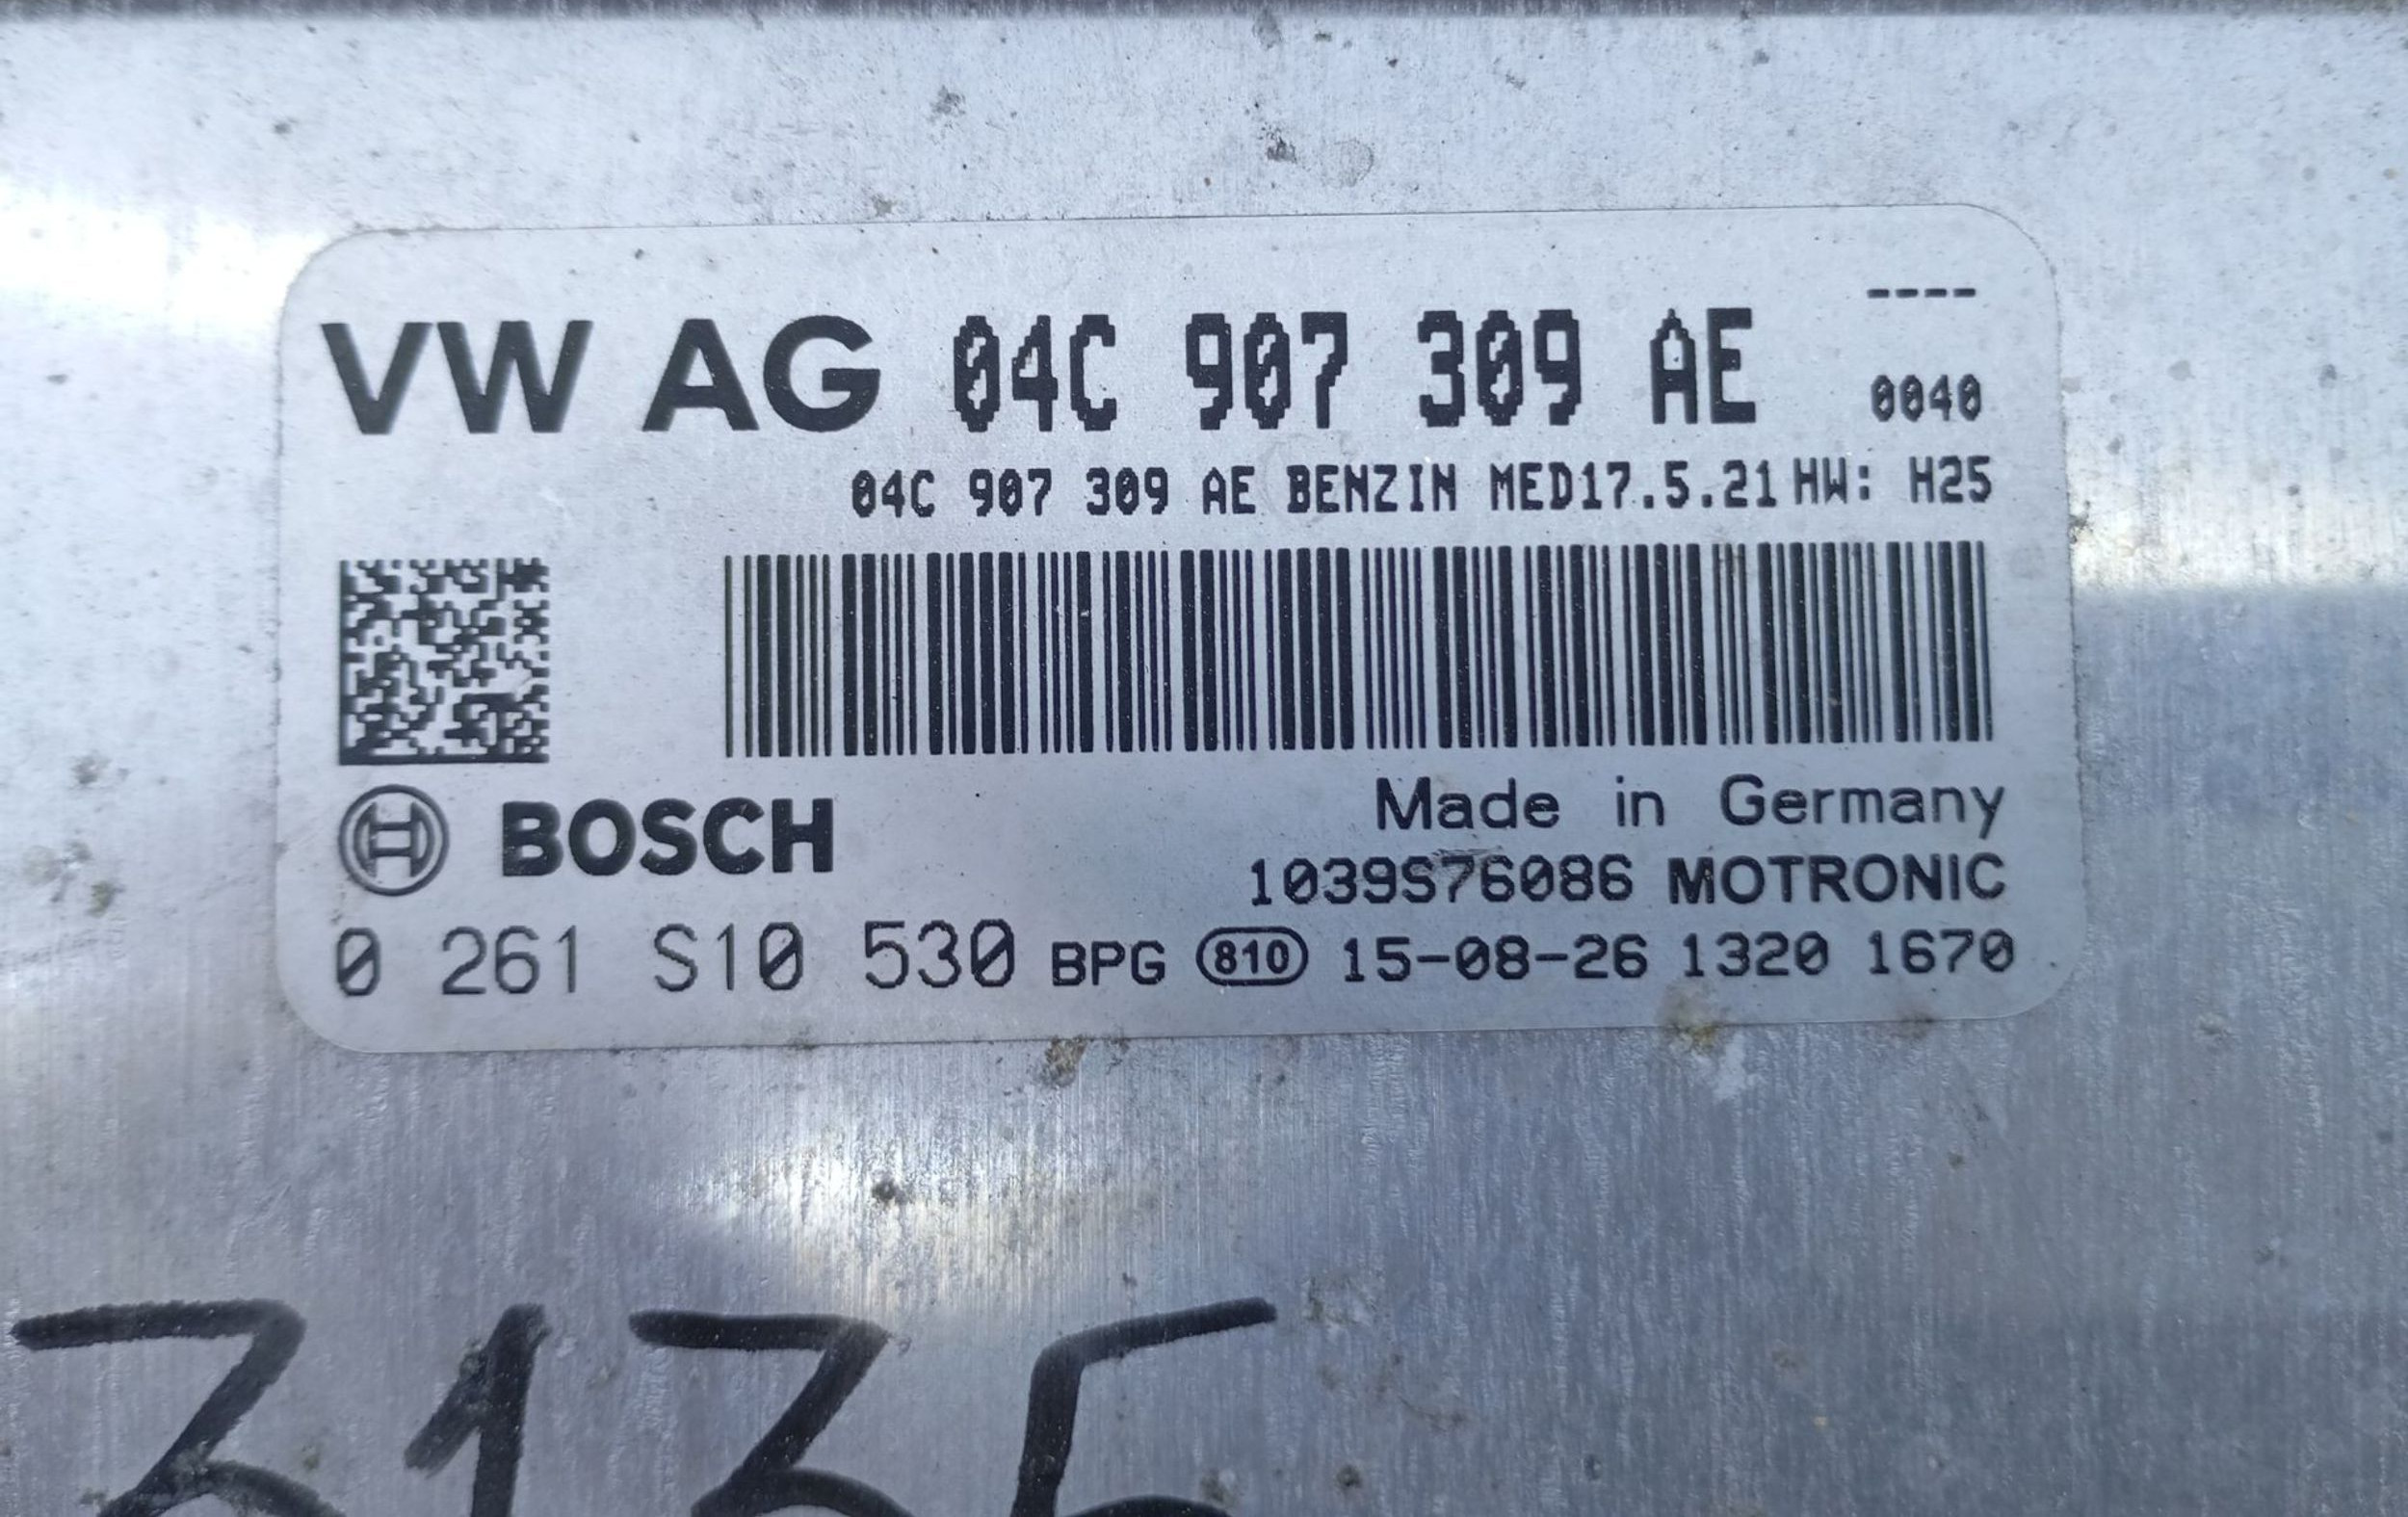 VW AG 04C 907 309 AE ----
0040
04C 907 309 AE BENZIN MED17.5.21 HW: H25
BOSCH
Made in Germany
1039S76086 MOTRONIC
0 261 S10 530 BPG 810 15-08-26 1320 1670
3135